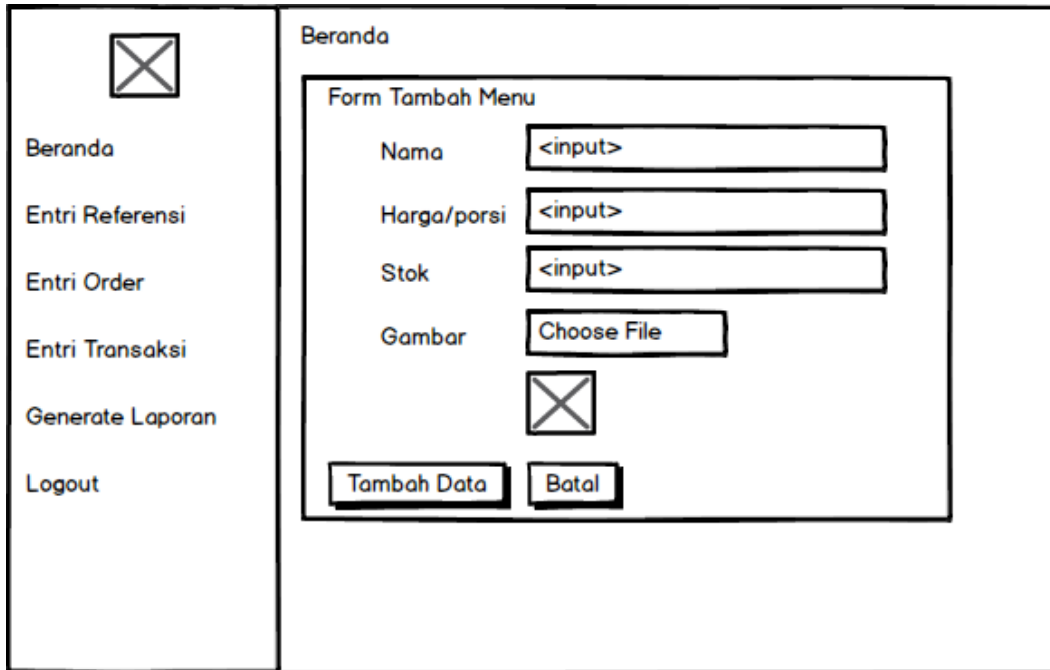 Beranda
Entri Referensi
Entri Order
Entri Transaksi
Generate Laporan
Logout
Beranda
Form Tambah Menu
Nama <input>
Harga/porsi <input>
Stok <input>
Gambar Choose File
Tambah Data Batal